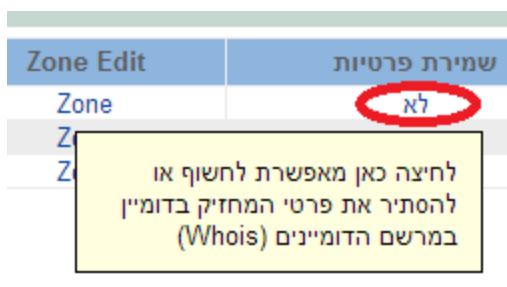 שמירת פרטיות Zone Edit
לא Zone
Z
Z
לחיצה כאן מאפשרת לחשוף או
להסתיר את פרטי המחזיק בדומיין
במרשם הדומיינים (Whois)